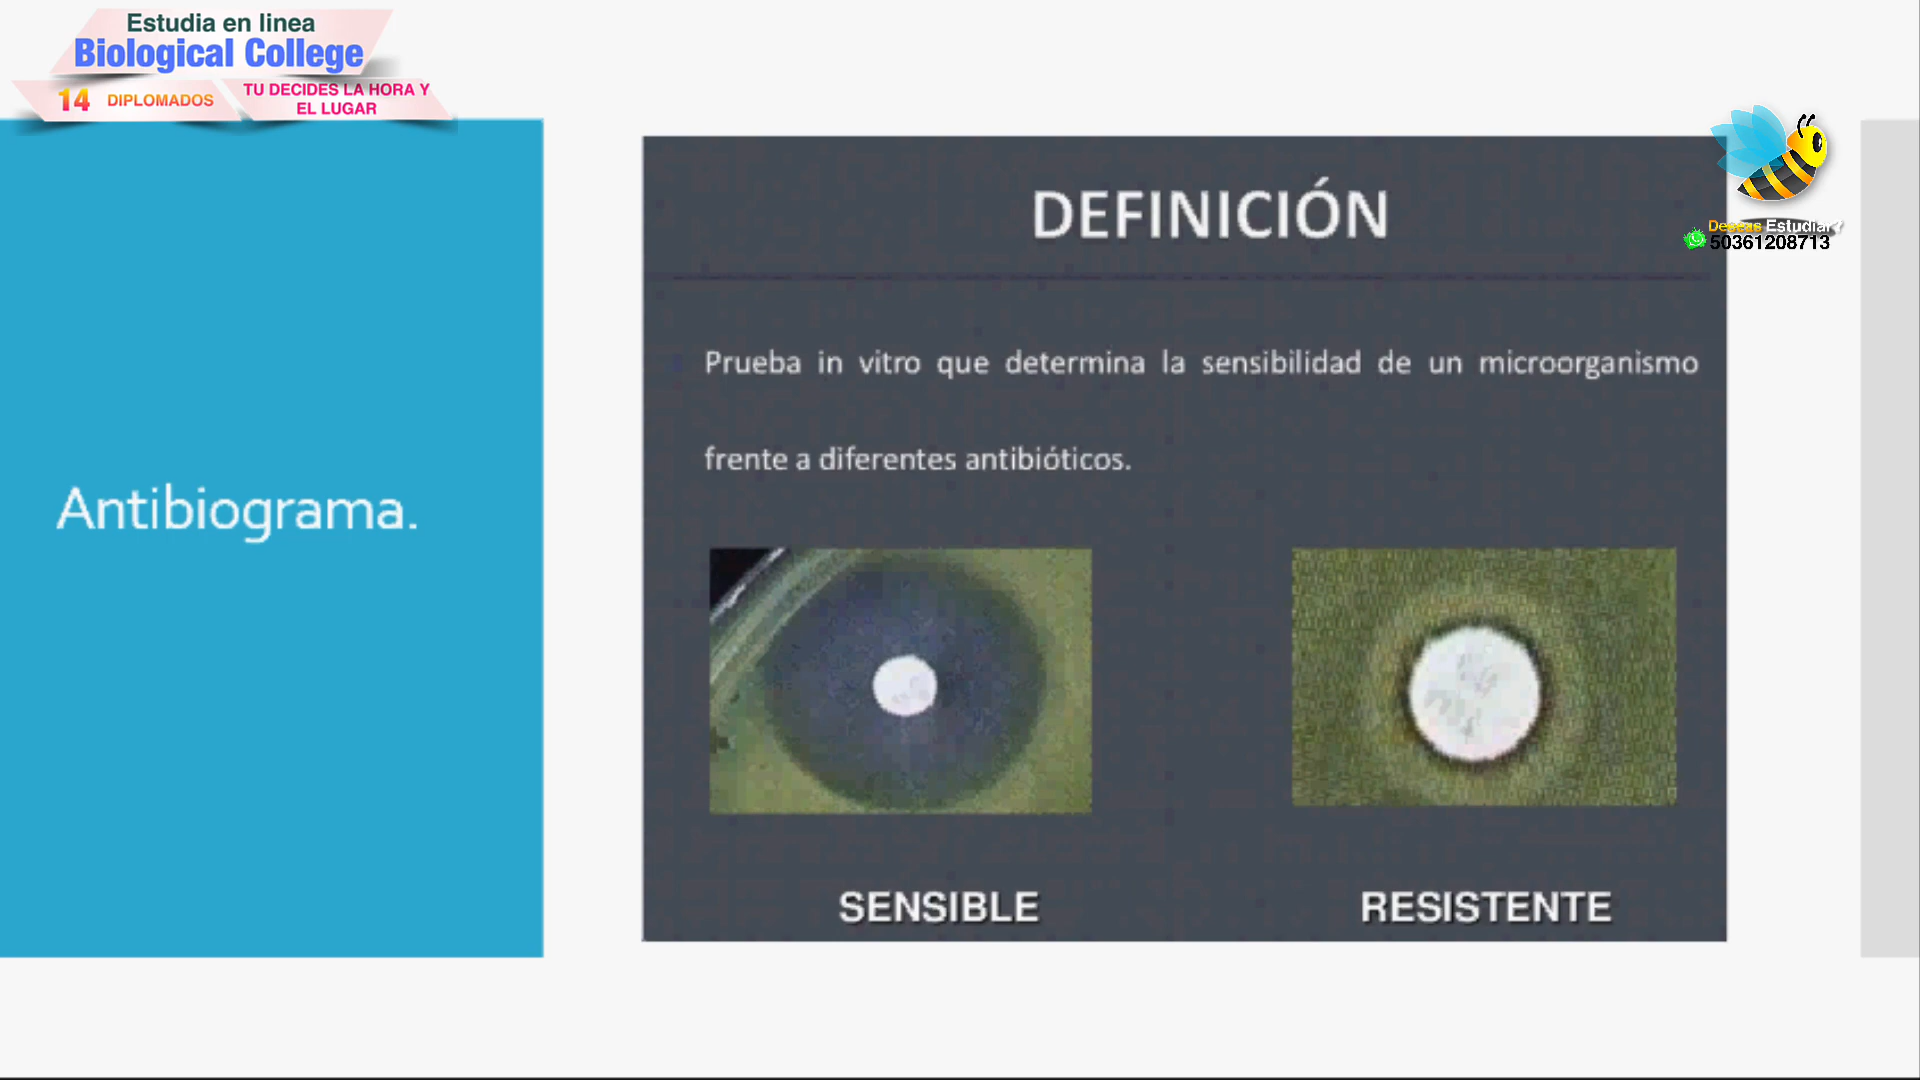 Estudia en linea
Biological College
14 DIPLOMADOS
TU DECIDES LA HORA Y
EL LUGAR
Deseas Estudiar?
50361208713
Antibiograma.
DEFINICIÓN
Prueba in vitro que determina la sensibilidad de un microorganismo
frente a diferentes antibióticos.
SENSIBLE
RESISTENTE